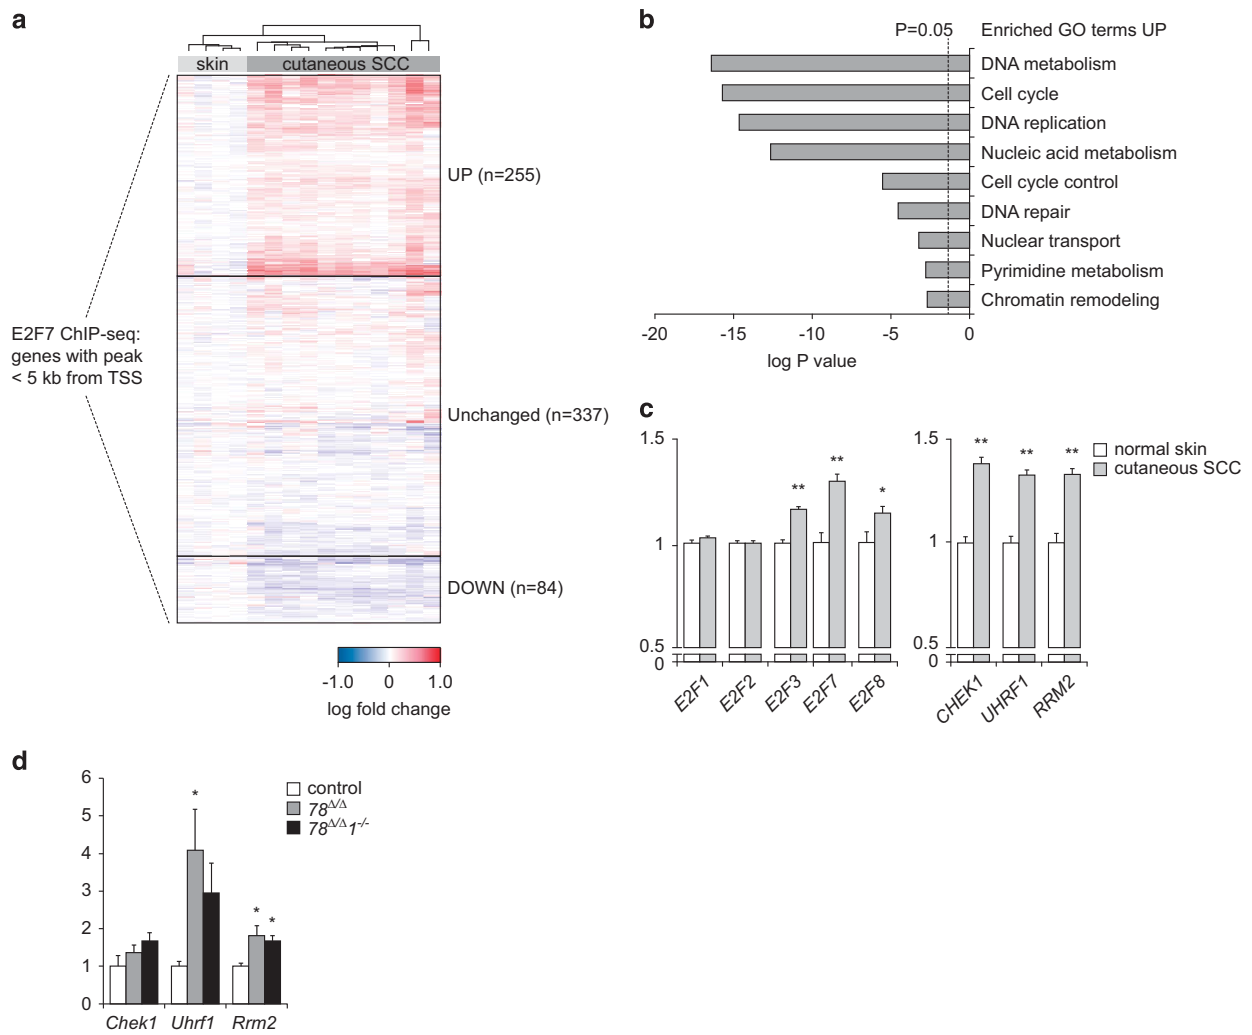 a
skin
cutaneous SCC
UP (n=255)
E2F7 ChIP-seq:
genes with peak
< 5 kb from TSS
Unchanged (n=337)
DOWN (n=84)
-1.0 0 1.0
log fold change
b
P=0.05
Enriched GO terms UP
DNA metabolism
Cell cycle
DNA replication
Nucleic acid metabolism
Cell cycle control
DNA repair
Nuclear transport
Pyrimidine metabolism
Chromatin remodeling
-20 -15 -10 -5 0
log P value
c
1.5
1
0.5
0
** ** *
E2F1 E2F2 E2F3 E2F7 E2F8
1.5
1
0.5
0
** ** **
CHEK1 UHRF1 RRM2
normal skin
cutaneous SCC
d
6
5
4
3
2
1
0
* * *
Chek1 Uhrf1 Rrm2
control
78Δ/Δ
78Δ/Δ1-/-